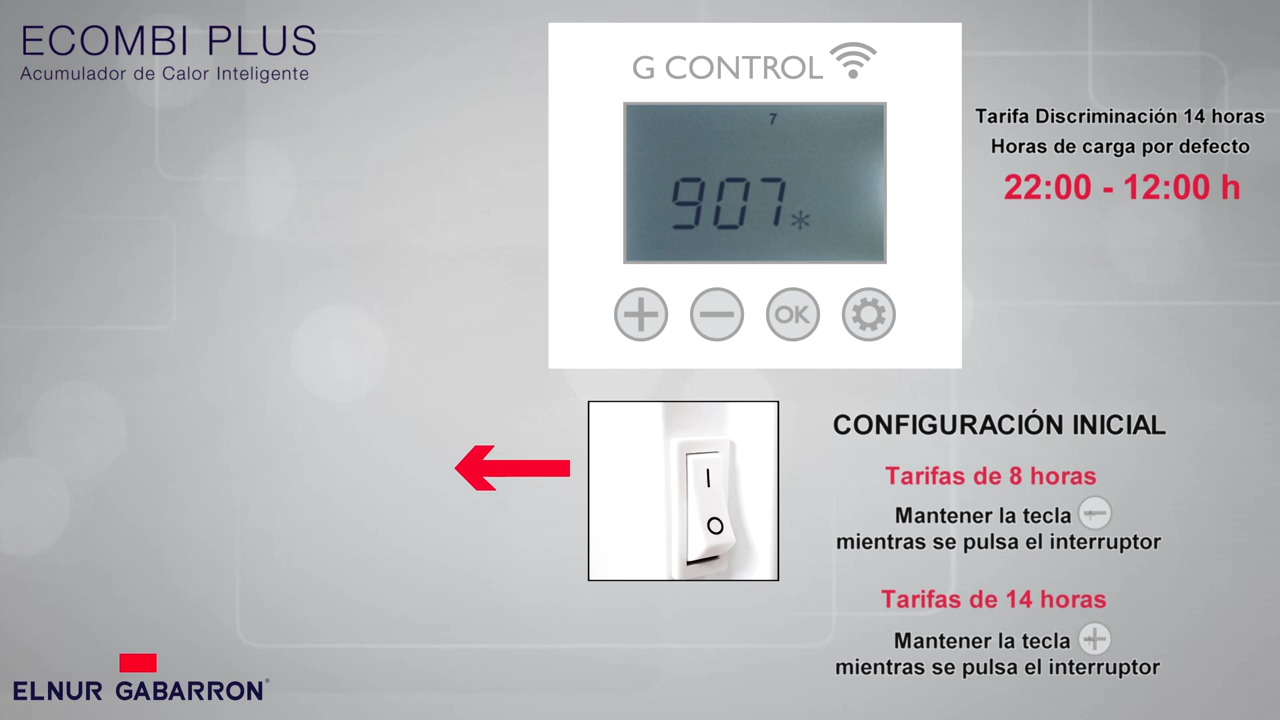 ECOMBI PLUS
Acumulador de Calor Inteligente
G CONTROL
7
907*
OK
Tarifa Discriminación 14 horas
Horas de carga por defecto
22:00 - 12:00 h
I
O
CONFIGURACIÓN INICIAL
Tarifas de 8 horas
Mantener la tecla
mientras se pulsa el interruptor
Tarifas de 14 horas
Mantener la tecla
mientras se pulsa el interruptor
ELNUR GABARRON®